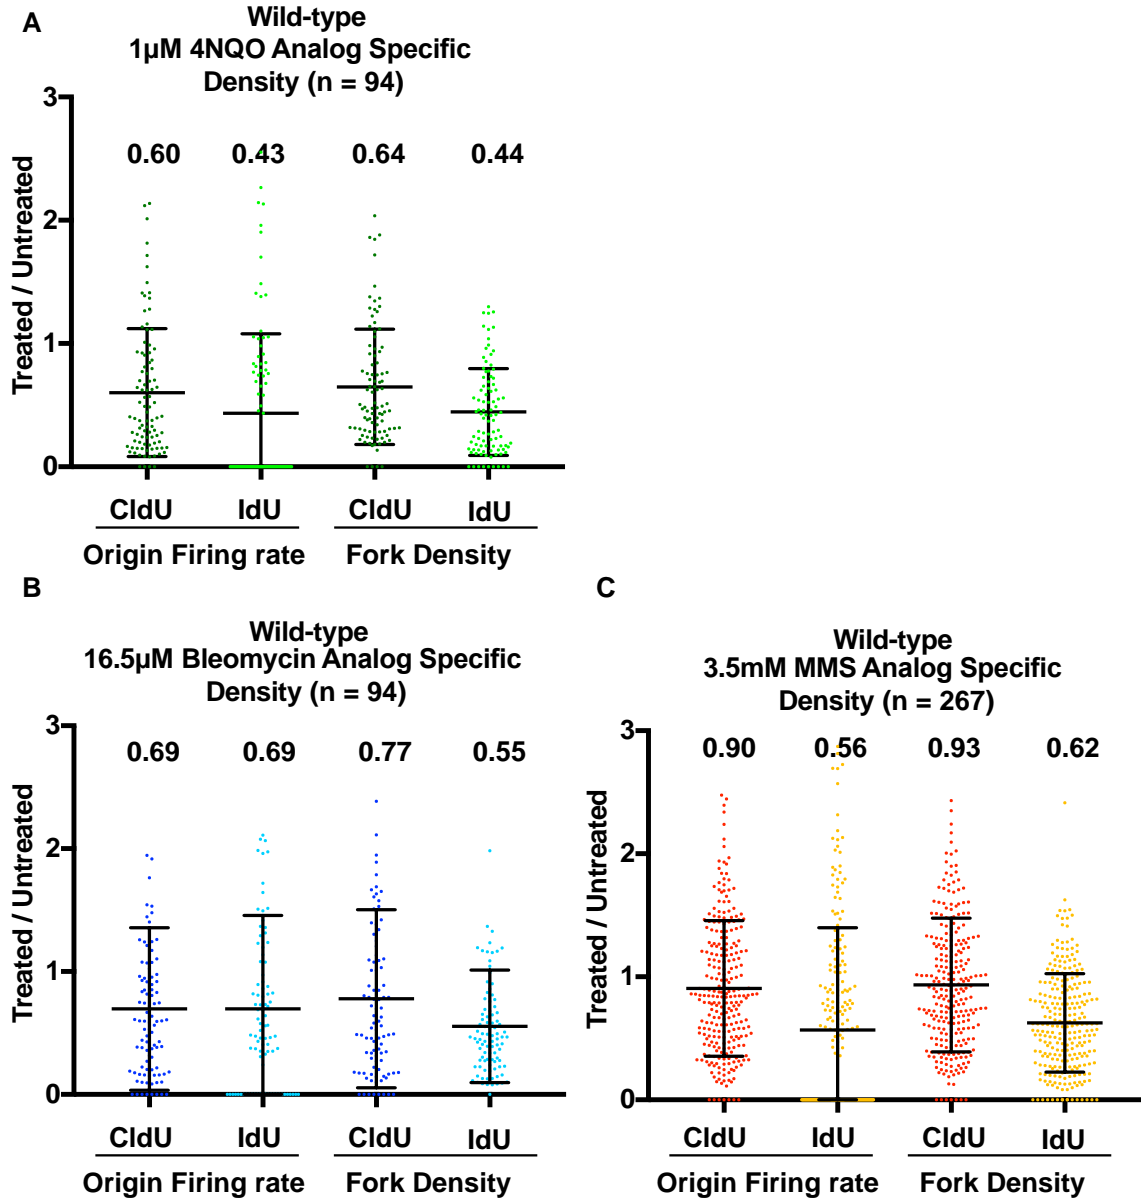 A
Wild-type
1µM 4NQO Analog Specific
Density (n = 94)
3
2
1
0
Treated / Untreated
0.60 0.43 0.64 0.44
CldU IdU CldU IdU
Origin Firing rate Fork Density
B
Wild-type
16.5µM Bleomycin Analog Specific
Density (n = 94)
3
2
1
0
Treated / Untreated
0.69 0.69 0.77 0.55
CldU IdU CldU IdU
Origin Firing rate Fork Density
C
Wild-type
3.5mM MMS Analog Specific
Density (n = 267)
3
2
1
0
Treated / Untreated
0.90 0.56 0.93 0.62
CldU IdU CldU IdU
Origin Firing rate Fork Density